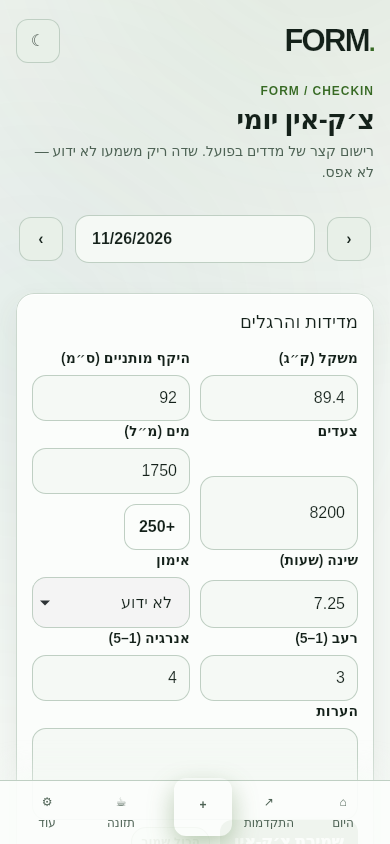 FORM.
FORM / CHECKIN
צ׳ק-אין יומי
רישום קצר של מדדים בפועל. שדה ריק משמעו לא ידוע —
לא אפס.
‹ 11/26/2026 ›
מדידות והרגלים
משקל (ק״ג)
89.4
היקף מותניים (ס״מ)
92
צעדים
8200
מים (מ״ל)
1750
+250
שינה (שעות)
7.25
אימון
לא ידוע
רעב (1–5)
3
אנרגיה (1–5)
4
הערות
היום
התקדמות
+
תזונה
עוד